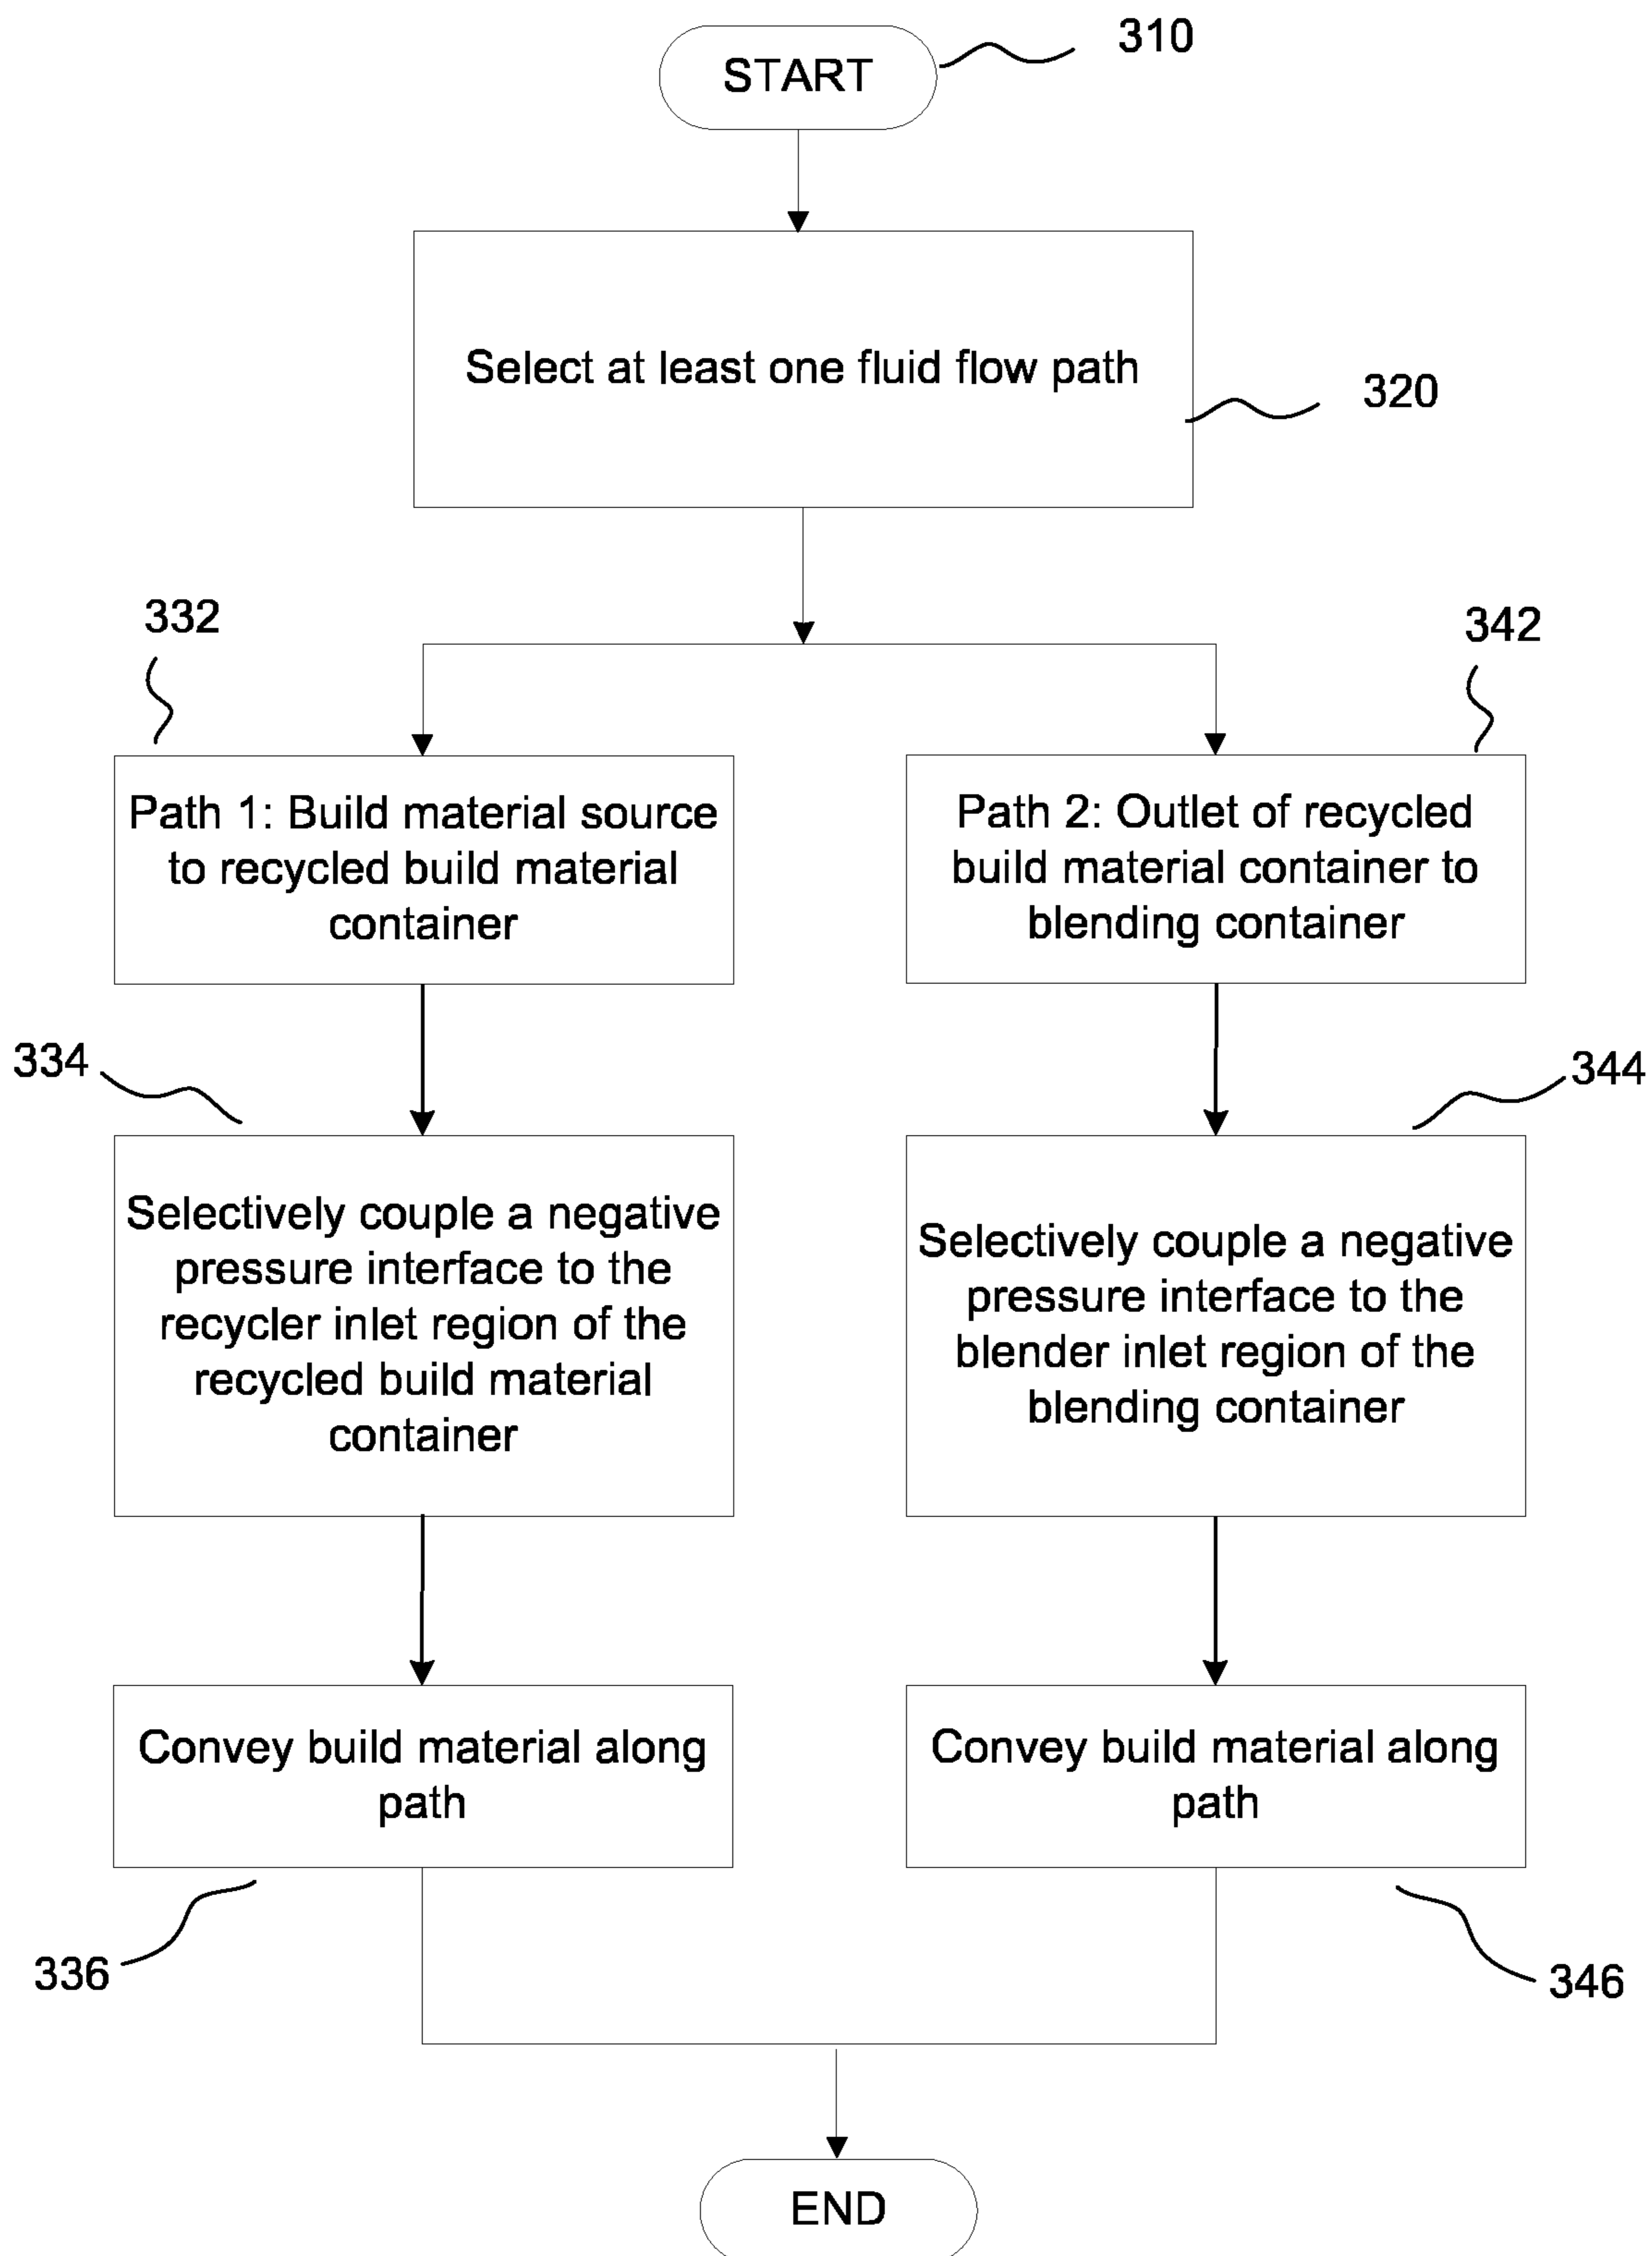 START
310
Select at least one fluid flow path
320
332
342
Path 1: Build material source
to recycled build material
container
Path 2: Outlet of recycled
build material container to
blending container
334
344
Selectively couple a negative
pressure interface to the
recycler inlet region of the
recycled build material
container
Selectively couple a negative
pressure interface to the
blender inlet region of the
blending container
Convey build material along
path
Convey build material along
path
336
346
END